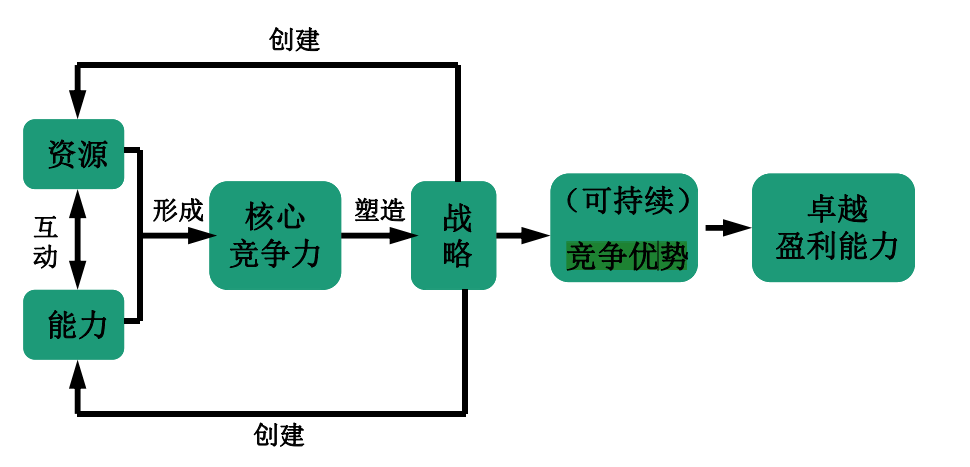 创建
资源
互
动
能力
形成
核心
竞争力
塑造
战
略
（可持续）
竞争优势
卓越
盈利能力
创建